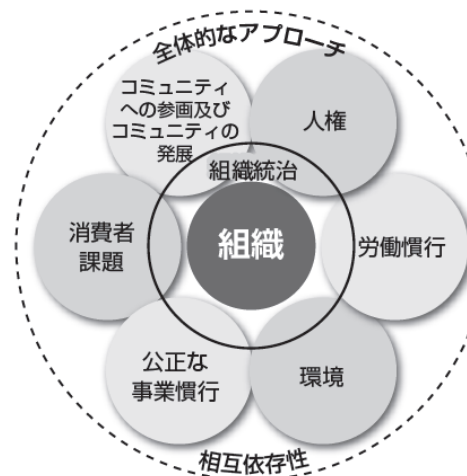 全体的なアプローチ
コミュニティ
への参画及び
コミュニティの
発展
人権
組織統治
消費者
課題
組織
労働慣行
公正な
事業慣行
環境
相互依存性